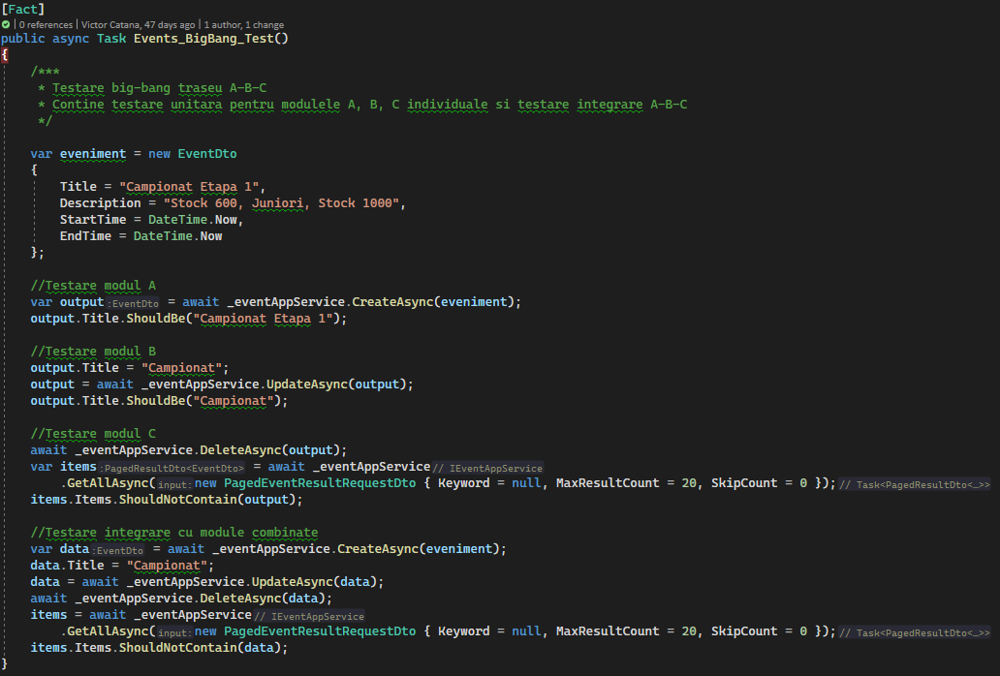 [Fact]
0 references | Victor Catana, 47 days ago | 1 author, 1 change
public async Task Events_BigBang_Test()
{
/***
* Testare big-bang traseu A-B-C
* Contine testare unitara pentru modulele A, B, C individuale si testare integrare A-B-C
*/
var eveniment = new EventDto
{
Title = "Campionat Etapa 1",
Description = "Stock 600, Juniori, Stock 1000",
StartTime = DateTime.Now,
EndTime = DateTime.Now
};
//Testare modul A
var output :EventDto = await _eventAppService.CreateAsync(eveniment);
output.Title.ShouldBe("Campionat Etapa 1");
//Testare modul B
output.Title = "Campionat";
output = await _eventAppService.UpdateAsync(output);
output.Title.ShouldBe("Campionat");
//Testare modul C
await _eventAppService.DeleteAsync(output);
var items :PagedResultDto<EventDto> = await _eventAppService // IEventAppService
.GetAllAsync( input: new PagedEventResultRequestDto { Keyword = null, MaxResultCount = 20, SkipCount = 0 }); // Task<PagedResultDto<…>>
items.Items.ShouldNotContain(output);
//Testare integrare cu module combinate
var data :EventDto = await _eventAppService.CreateAsync(eveniment);
data.Title = "Campionat";
data = await _eventAppService.UpdateAsync(data);
await _eventAppService.DeleteAsync(data);
items = await _eventAppService // IEventAppService
.GetAllAsync( input: new PagedEventResultRequestDto { Keyword = null, MaxResultCount = 20, SkipCount = 0 }); // Task<PagedResultDto<…>>
items.Items.ShouldNotContain(data);
}